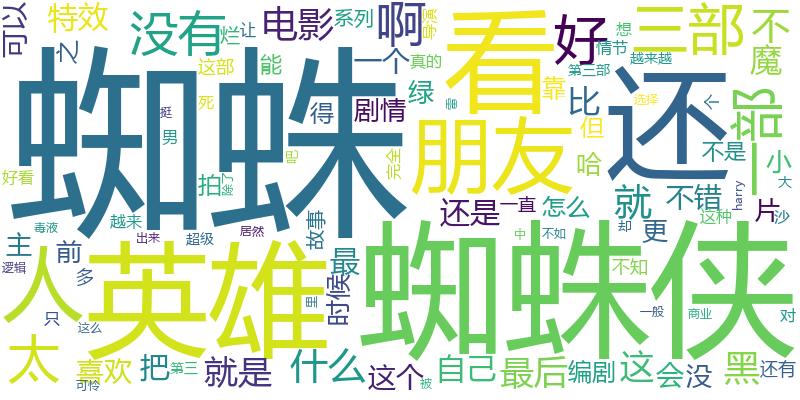 可以
特效
没有
烂
让
电影
系列
啊
导演
看
好
想
情节
三部
不
魔
之
这部
能
一个
真的
越来越
第三部
蜘蛛
死
绿
靠
比
还
选择
个
一部
挺
男
得
剧情
雷
朋友
但
哈
不是
小
好看
拍
除了
吧
完全
大
毒液
越来
出来
超级
居然
故事
还是
一直
怎么
就
不错
这种
harry
片
沙
主
前
人
英雄
最
时候
蜘蛛侠
中
不如
却
更
逻辑
多
里
不知
只
这么
一般
商业
对
太
喜欢
可怜
把
第三
就是
什么
这个
被
自己
最后
编剧
这
会
没
黑
还有